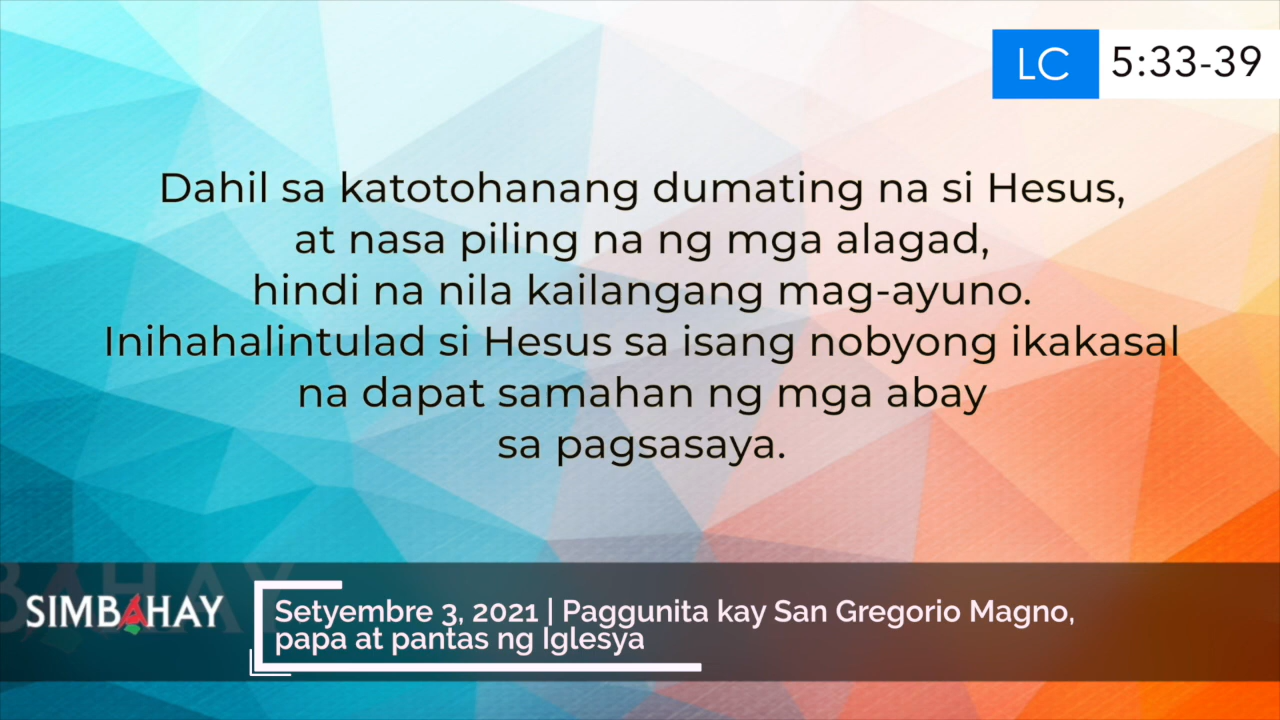 LC 5:33-39
Dahil sa katotohanang dumating na si Hesus,
at nasa piling na ng mga alagad,
hindi na nila kailangang mag-ayuno.
Inihahalintulad si Hesus sa isang nobyong ikakasal
na dapat samahan ng mga abay
sa pagsasaya.
SIMBAHAY
Setyembre 3, 2021 | Paggunita kay San Gregorio Magno,
papa at pantas ng Iglesya